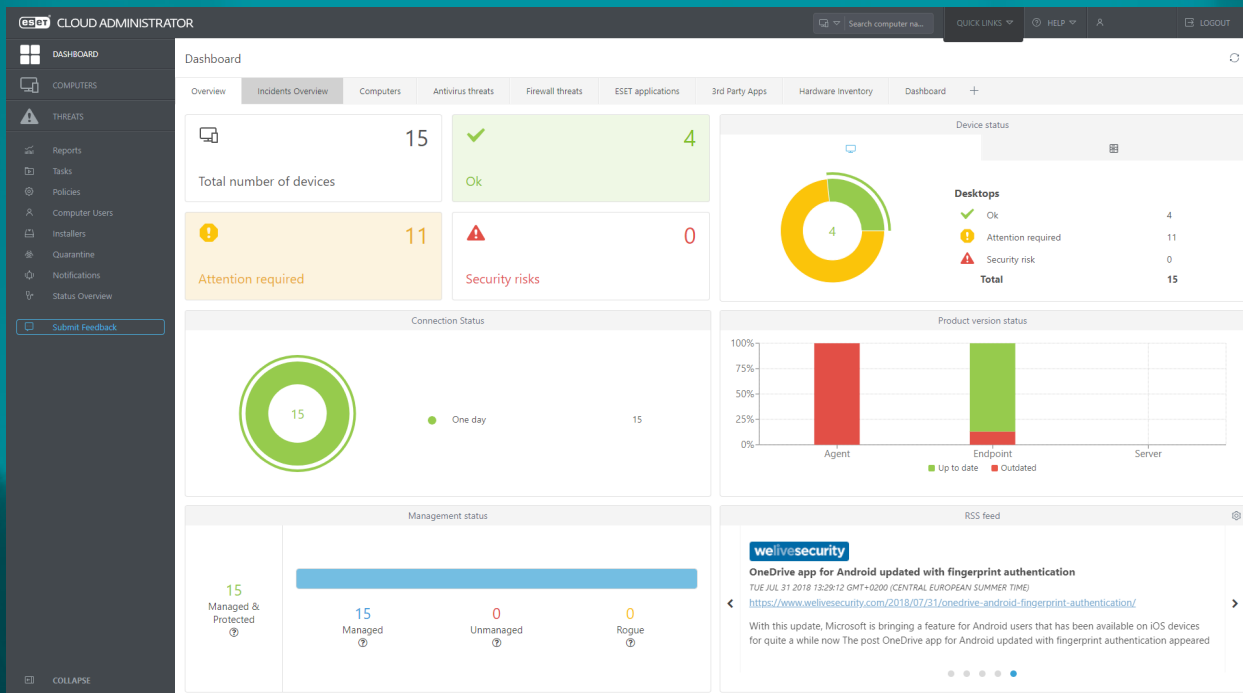 eset CLOUD ADMINISTRATOR
Search computer na...
QUICK LINKS
HELP
LOGOUT
DASHBOARD
COMPUTERS
THREATS
Reports
Tasks
Policies
Computer Users
Installers
Quarantine
Notifications
Status Overview
Submit Feedback
COLLAPSE
Dashboard
Overview
Incidents Overview
Computers
Antivirus threats
Firewall threats
ESET applications
3rd Party Apps
Hardware Inventory
Dashboard
15
Total number of devices
4
Ok
11
Attention required
0
Security risks
Device status
4
Desktops
Ok 4
Attention required 11
Security risk 0
Total 15
Connection Status
15
One day 15
Product version status
100%
75%
50%
25%
0%
Agent Endpoint Server
Up to date Outdated
Management status
15
Managed &
Protected
15
Managed
0
Unmanaged
0
Rogue
RSS feed
welivesecurity
OneDrive app for Android updated with fingerprint authentication
TUE JUL 31 2018 13:29:12 GMT+0200 (CENTRAL EUROPEAN SUMMER TIME)
https://www.welivesecurity.com/2018/07/31/onedrive-android-fingerprint-authentication/
With this update, Microsoft is bringing a feature for Android users that has been available on iOS devices
for quite a while now The post OneDrive app for Android updated with fingerprint authentication appeared